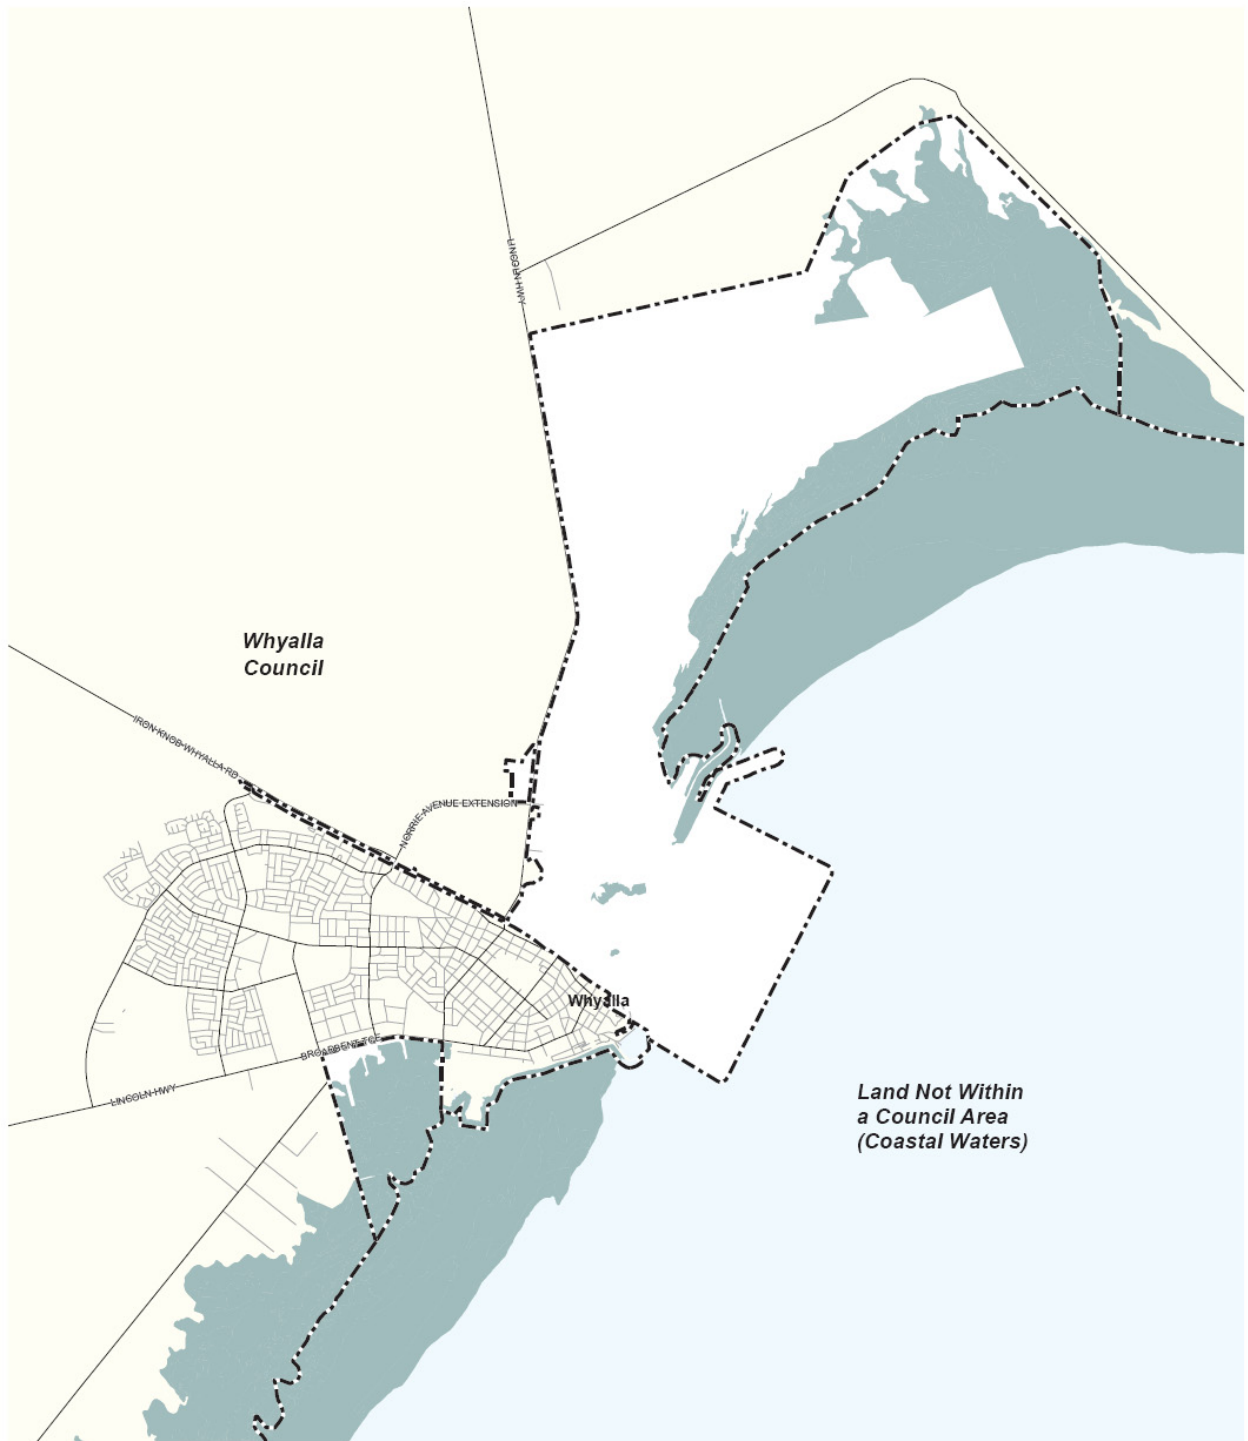 LINCOLN HWY
Whyalla
Council
IRON KNOB-WHYALLA RD
NORRIE AVENUE EXTENSION
Whyalla
BROADBENT TCE
LINCOLN HWY
Land Not Within
a Council Area
(Coastal Waters)